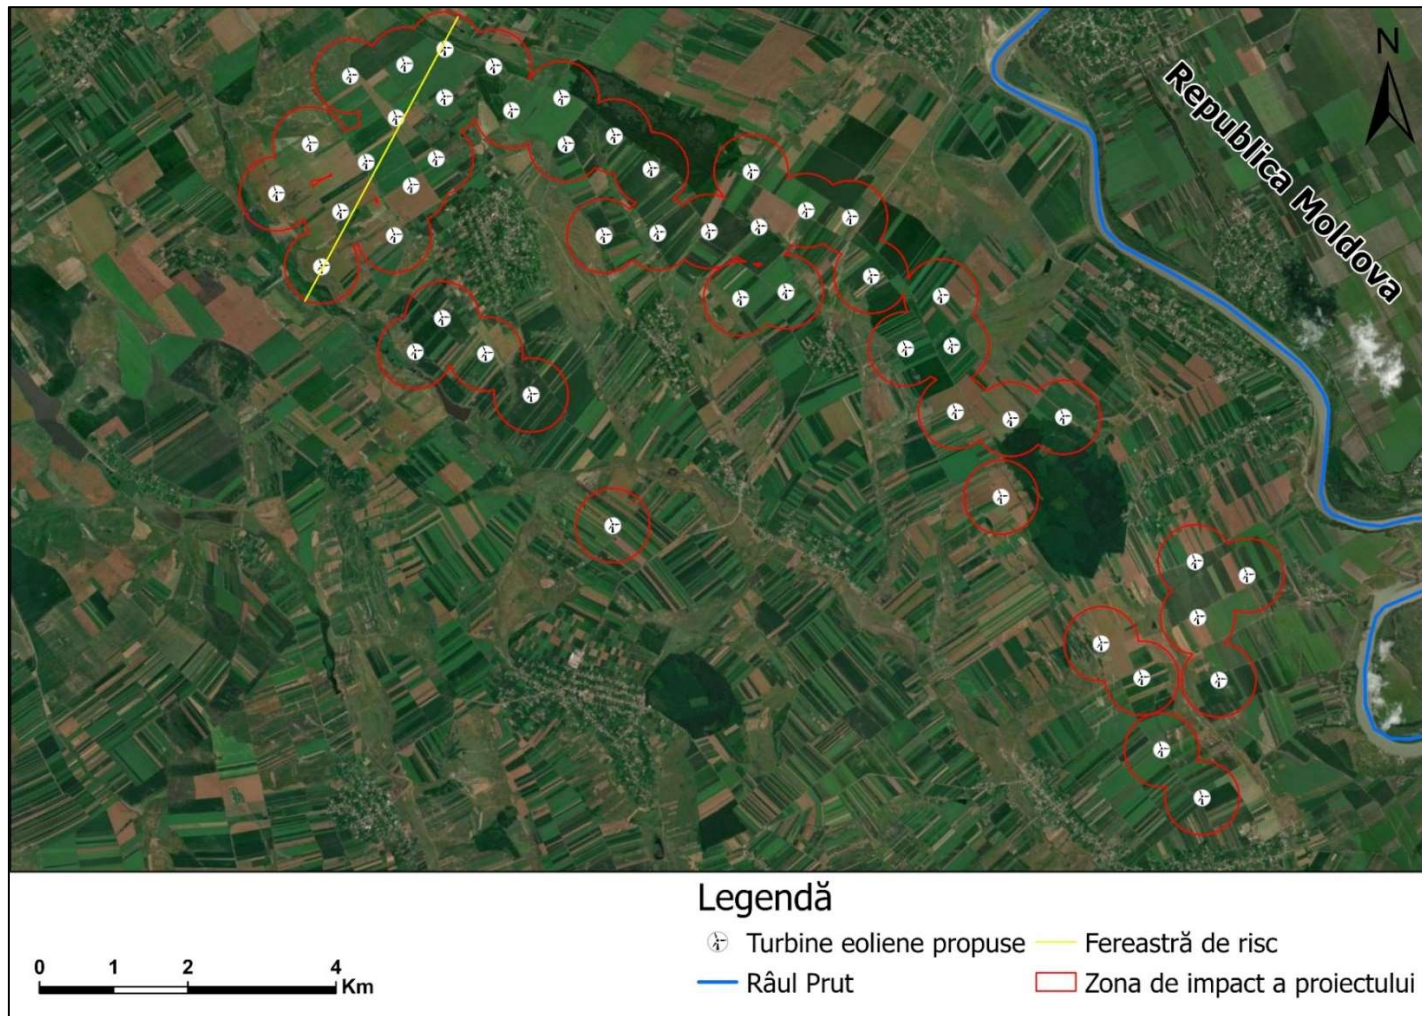 N
Republica Moldova
Legendă
Turbine eoliene propuse
Fereastră de risc
Râul Prut
Zona de impact a proiectului
0 1 2 4
Km